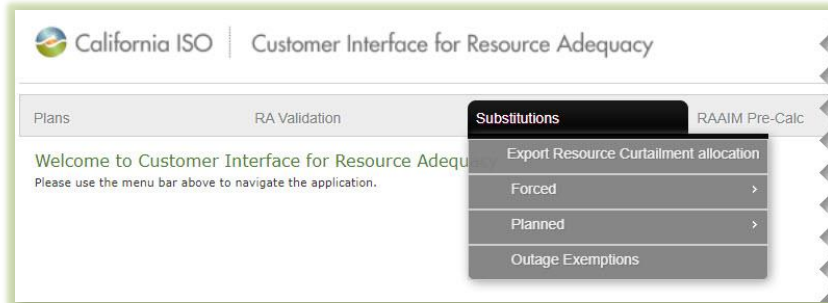 California ISO Customer Interface for Resource Adequacy
Plans RA Validation Substitutions RAAIM Pre-Calc
Welcome to Customer Interface for Resource Adequ
Please use the menu bar above to navigate the application.
Export Resource Curtailment allocation
Forced >
Planned >
Outage Exemptions